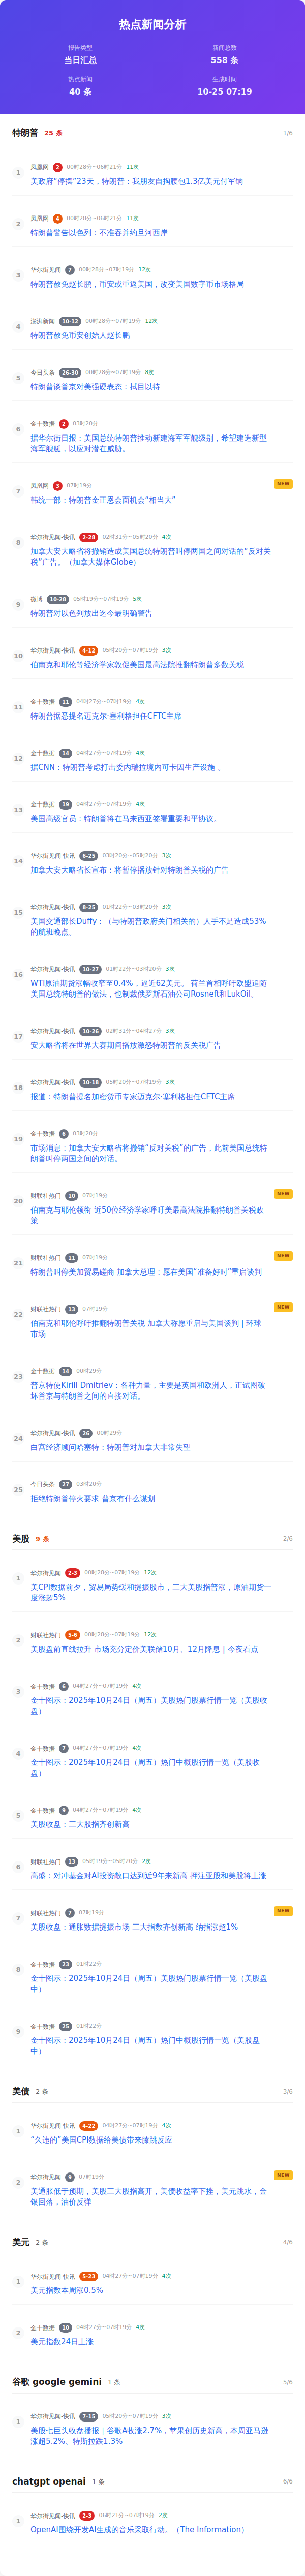 热点新闻分析
报告类型
当日汇总
新闻总数
558 条
热点新闻
40 条
生成时间
10-25 07:19
特朗普 25 条 1/6
1 凤凰网 2 00时28分~06时21分 11次
美政府“停摆”23天，特朗普：我朋友自掏腰包1.3亿美元付军饷
2 凤凰网 4 00时28分~06时21分 11次
特朗普警告以色列：不准吞并约旦河西岸
3 华尔街见闻 7 00时28分~07时19分 12次
特朗普赦免赵长鹏，币安或重返美国，改变美国数字币市场格局
4 澎湃新闻 10-12 00时28分~07时19分 12次
特朗普赦免币安创始人赵长鹏
5 今日头条 26-30 00时28分~07时19分 8次
特朗普谈普京对美强硬表态：拭目以待
6 金十数据 2 03时20分
据华尔街日报：美国总统特朗普推动新建海军军舰级别，希望建造新型
海军舰艇，以应对潜在威胁。
7 凤凰网 3 07时19分 NEW
韩统一部：特朗普金正恩会面机会“相当大”
8 华尔街见闻-快讯 2-28 02时31分~05时20分 4次
加拿大安大略省将撤销造成美国总统特朗普叫停两国之间对话的“反对关
税”广告。（加拿大媒体Globe）
9 微博 10-28 05时19分~07时19分 5次
特朗普对以色列放出迄今最明确警告
10 华尔街见闻-快讯 4-12 05时20分~07时19分 3次
伯南克和耶伦等经济学家敦促美国最高法院推翻特朗普多数关税
11 金十数据 11 04时27分~07时19分 4次
特朗普据悉提名迈克尔·塞利格担任CFTC主席
12 金十数据 14 04时27分~07时19分 4次
据CNN：特朗普考虑打击委内瑞拉境内可卡因生产设施 。
13 金十数据 19 04时27分~07时19分 4次
美国高级官员：特朗普将在马来西亚签署重要和平协议。
14 华尔街见闻-快讯 6-25 03时20分~05时20分 3次
加拿大安大略省长宣布：将暂停播放针对特朗普关税的广告
15 华尔街见闻-快讯 8-25 01时22分~03时20分 3次
美国交通部长Duffy：（与特朗普政府关门相关的）人手不足造成53%
的航班晚点。
16 华尔街见闻-快讯 10-27 01时22分~03时20分 3次
WTI原油期货涨幅收窄至0.4%，逼近62美元。 荷兰首相呼吁欧盟追随
美国总统特朗普的做法，也制裁俄罗斯石油公司Rosneft和LukOil。
17 华尔街见闻-快讯 10-26 02时31分~04时27分 3次
安大略省将在世界大赛期间播放激怒特朗普的反关税广告
18 华尔街见闻-快讯 10-18 05时20分~07时19分 3次
报道：特朗普提名加密货币专家迈克尔·塞利格担任CFTC主席
19 金十数据 6 03时20分
市场消息：加拿大安大略省将撤销“反对关税”的广告，此前美国总统特
朗普叫停两国之间的对话。
20 财联社热门 10 07时19分 NEW
伯南克与耶伦领衔 近50位经济学家呼吁美最高法院推翻特朗普关税政
策
21 财联社热门 11 07时19分 NEW
特朗普叫停美加贸易磋商 加拿大总理：愿在美国“准备好时”重启谈判
22 财联社热门 13 07时19分 NEW
伯南克和耶伦呼吁推翻特朗普关税 加拿大称愿重启与美国谈判 | 环球
市场
23 金十数据 14 00时29分
普京特使Kirill Dmitriev：各种力量，主要是英国和欧洲人，正试图破
坏普京与特朗普之间的直接对话。
24 华尔街见闻-快讯 26 00时29分
白宫经济顾问哈塞特：特朗普对加拿大非常失望
25 今日头条 27 03时20分
拒绝特朗普停火要求 普京有什么谋划
美股 9 条 2/6
1 华尔街见闻 2-3 00时28分~07时19分 12次
美CPI数据前夕，贸易局势缓和提振股市，三大美股指普涨，原油期货一
度涨超5%
2 财联社热门 5-6 00时28分~07时19分 12次
美股盘前直线拉升 市场充分定价美联储10月、12月降息 | 今夜看点
3 金十数据 6 04时27分~07时19分 4次
金十图示：2025年10月24日（周五）美股热门股票行情一览（美股收
盘）
4 金十数据 7 04时27分~07时19分 4次
金十图示：2025年10月24日（周五）热门中概股行情一览（美股收
盘）
5 金十数据 9 04时27分~07时19分 4次
美股收盘：三大股指齐创新高
6 财联社热门 13 05时19分~05时20分 2次
高盛：对冲基金对AI投资敞口达到近9年来新高 押注亚股和美股将上涨
7 财联社热门 7 07时19分 NEW
美股收盘：通胀数据提振市场 三大指数齐创新高 纳指涨超1%
8 金十数据 23 01时22分
金十图示：2025年10月24日（周五）美股热门股票行情一览（美股盘
中）
9 金十数据 25 01时22分
金十图示：2025年10月24日（周五）热门中概股行情一览（美股盘
中）
美债 2 条 3/6
1 华尔街见闻-快讯 4-22 04时27分~07时19分 4次
“久违的”美国CPI数据给美债带来膝跳反应
2 华尔街见闻 9 07时19分 NEW
美通胀低于预期，美股三大股指高开，美债收益率下挫，美元跳水，金
银回落，油价反弹
美元 2 条 4/6
1 华尔街见闻-快讯 5-23 04时27分~07时19分 4次
美元指数本周涨0.5%
2 金十数据 10 04时27分~07时19分 4次
美元指数24日上涨
谷歌 google gemini 1 条 5/6
1 华尔街见闻-快讯 7-15 05时20分~07时19分 3次
美股七巨头收盘播报｜谷歌A收涨2.7%，苹果创历史新高，本周亚马逊
涨超5.2%、特斯拉跌1.3%
chatgpt openai 1 条 6/6
1 华尔街见闻-快讯 2-3 06时21分~07时19分 2次
OpenAI围绕开发AI生成的音乐采取行动。（The Information）